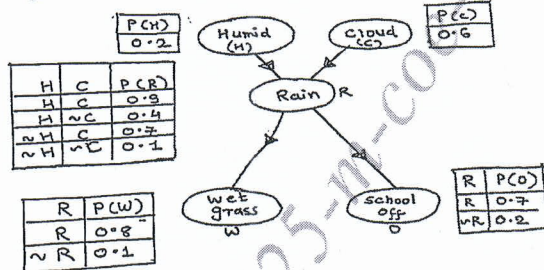 P(H)
0.2
Humid
(H)
Cloud
(C)
P(C)
0.6
H C P(R)
H C 0.9
H ~C 0.4
~H C 0.7
~H ~C 0.1
Rain R
R P(W)
R 0.8
~R 0.1
Wet
grass
W
School
off
O
R P(O)
R 0.7
~R 0.2